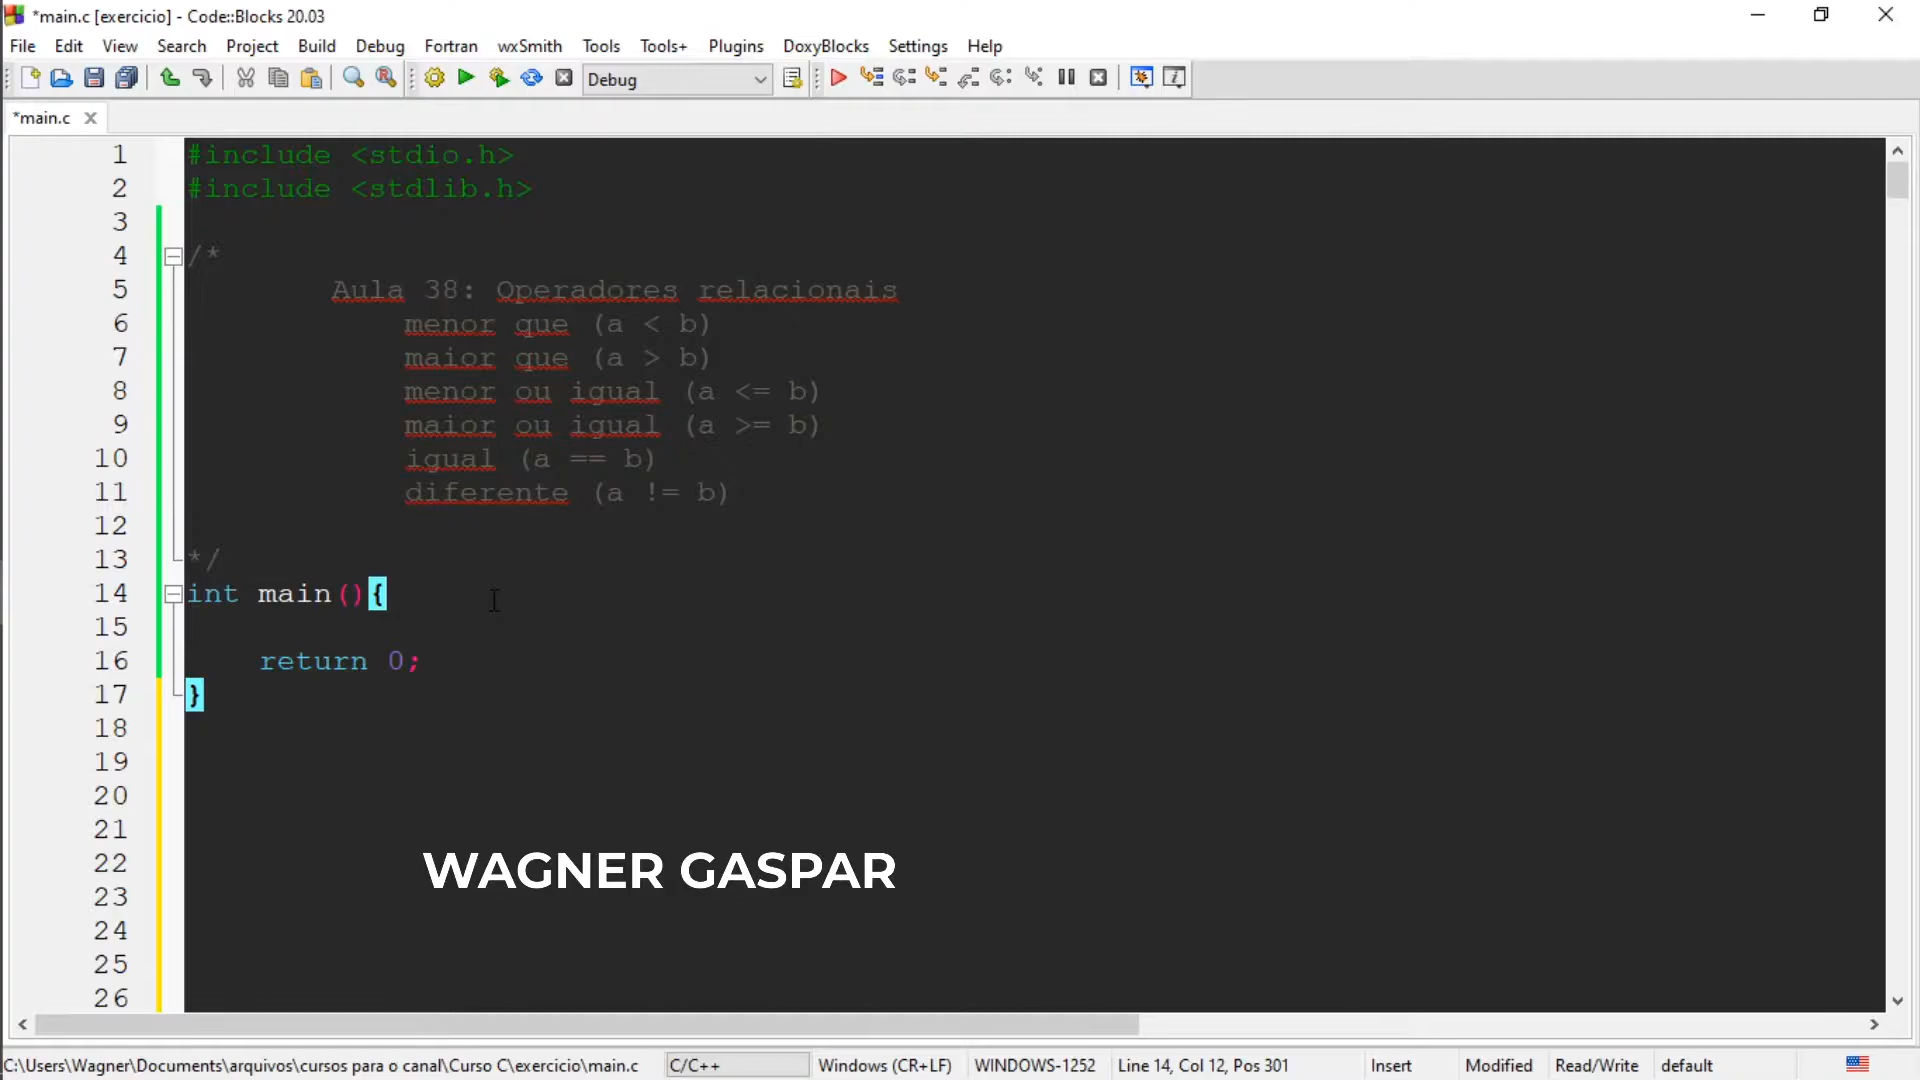 *main.c [exercicio] - Code::Blocks 20.03
File Edit View Search Project Build Debug Fortran wxSmith Tools Tools+ Plugins DoxyBlocks Settings Help
Debug
*main.c
1 #include <stdio.h>
2 #include <stdlib.h>
3
4 /*
5 Aula 38: Operadores relacionais
6 menor que (a < b)
7 maior que (a > b)
8 menor ou igual (a <= b)
9 maior ou igual (a >= b)
10 igual (a == b)
11 diferente (a != b)
12
13 */
14 int main(){
15
16 return 0;
17 }
18
19
20
21
22
WAGNER GASPAR
23
24
25
26
C:\Users\Wagner\Documents\arquivos\cursos para o canal\Curso C\exercicio\main.c C/C++ Windows (CR+LF) WINDOWS-1252 Line 14, Col 12, Pos 301 Insert Modified Read/Write default